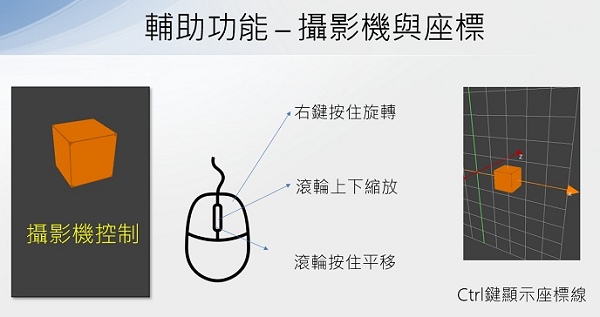 輔助功能 – 攝影機與座標
右鍵按住旋轉
滾輪上下縮放
滾輪按住平移
攝影機控制
z
Ctrl鍵顯示座標線